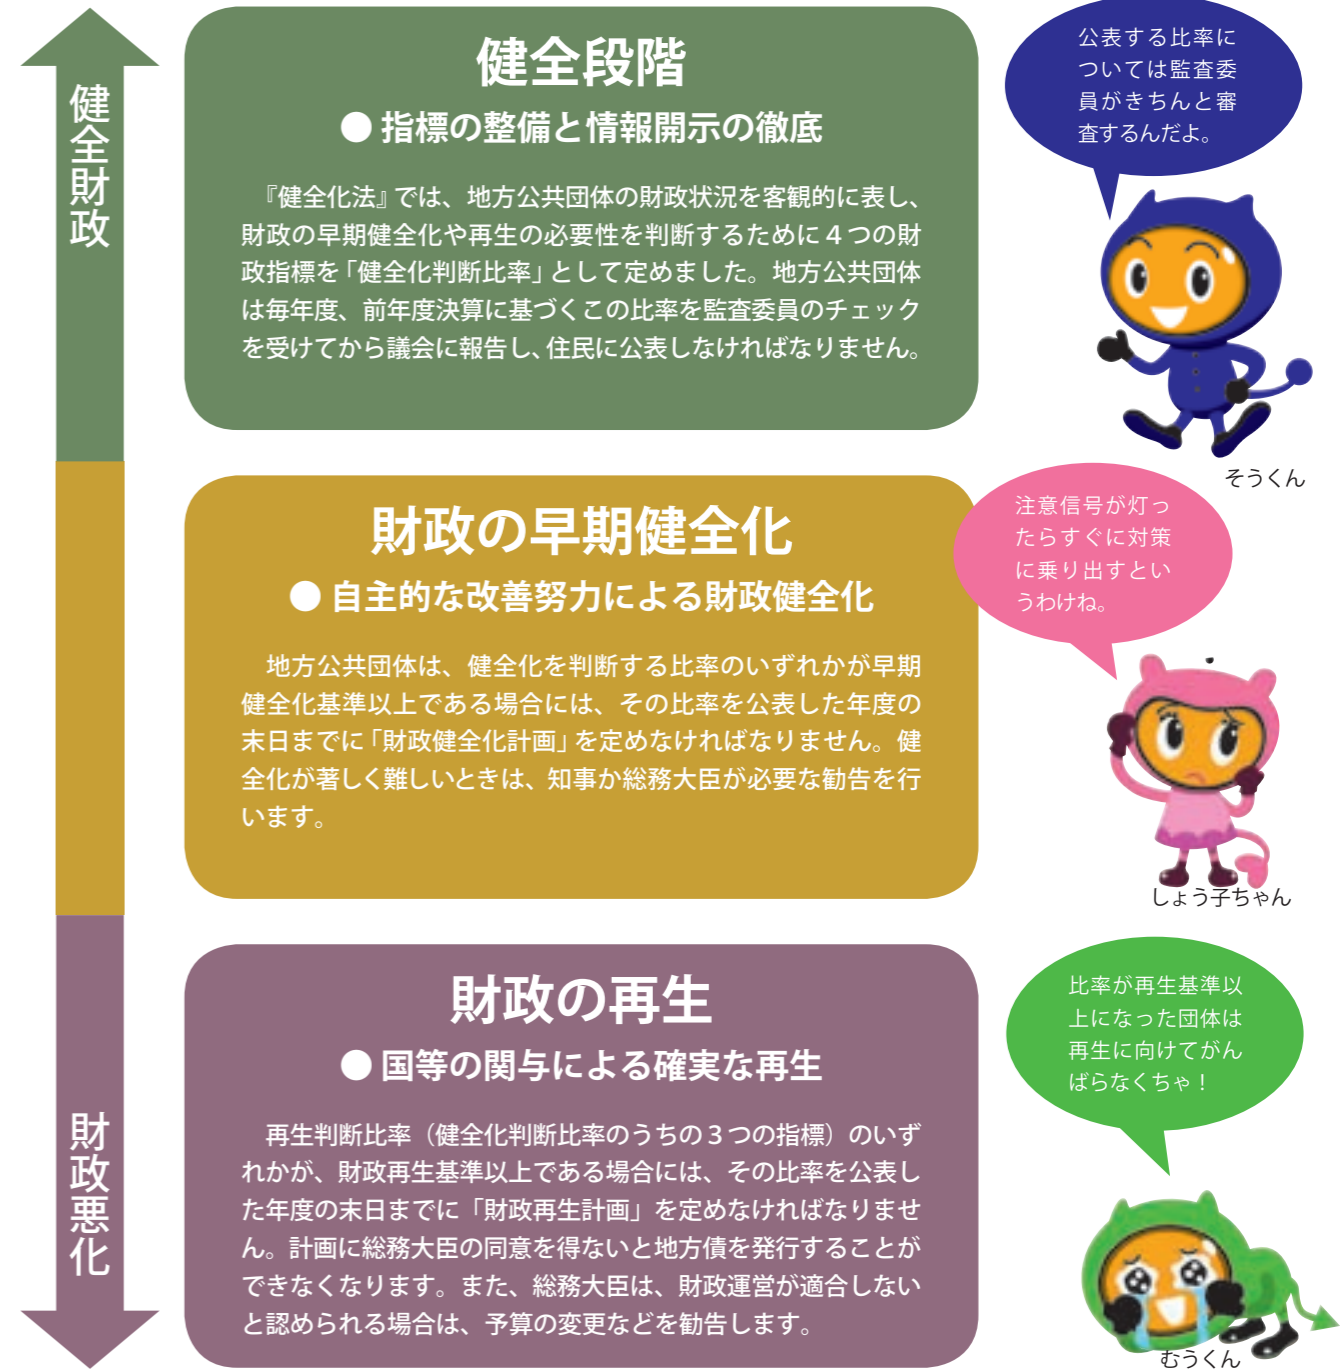 健全財政
健全段階
●指標の整備と情報開示の徹底
『健全化法』では、地方公共団体の財政状況を客観的に表し、
財政の早期健全化や再生の必要性を判断するために４つの財
政指標を「健全化判断比率」として定めました。地方公共団体
は毎年度、前年度決算に基づくこの比率を監査委員のチェック
を受けてから議会に報告し、住民に公表しなければなりません。
公表する比率に
ついては監査委
員がきちんと審
査するんだよ。
そうくん
財政の早期健全化
●自主的な改善努力による財政健全化
地方公共団体は、健全化を判断する比率のいずれかが早期
健全化基準以上である場合には、その比率を公表した年度の
末日までに「財政健全化計画」を定めなければなりません。健
全化が著しく難しいときは、知事か総務大臣が必要な勧告を行
います。
注意信号が灯っ
たらすぐに対策
に乗り出すとい
うわけね。
しょう子ちゃん
財政悪化
財政の再生
●国等の関与による確実な再生
再生判断比率（健全化判断比率のうちの３つの指標）のいず
れかが、財政再生基準以上である場合には、その比率を公表し
た年度の末日までに「財政再生計画」を定めなければなりませ
ん。計画に総務大臣の同意を得ないと地方債を発行することが
できなくなります。また、総務大臣は、財政運営が適合しない
と認められる場合は、予算の変更などを勧告します。
比率が再生基準以
上になった団体は
再生に向けてがん
ばらなくちゃ！
むうくん